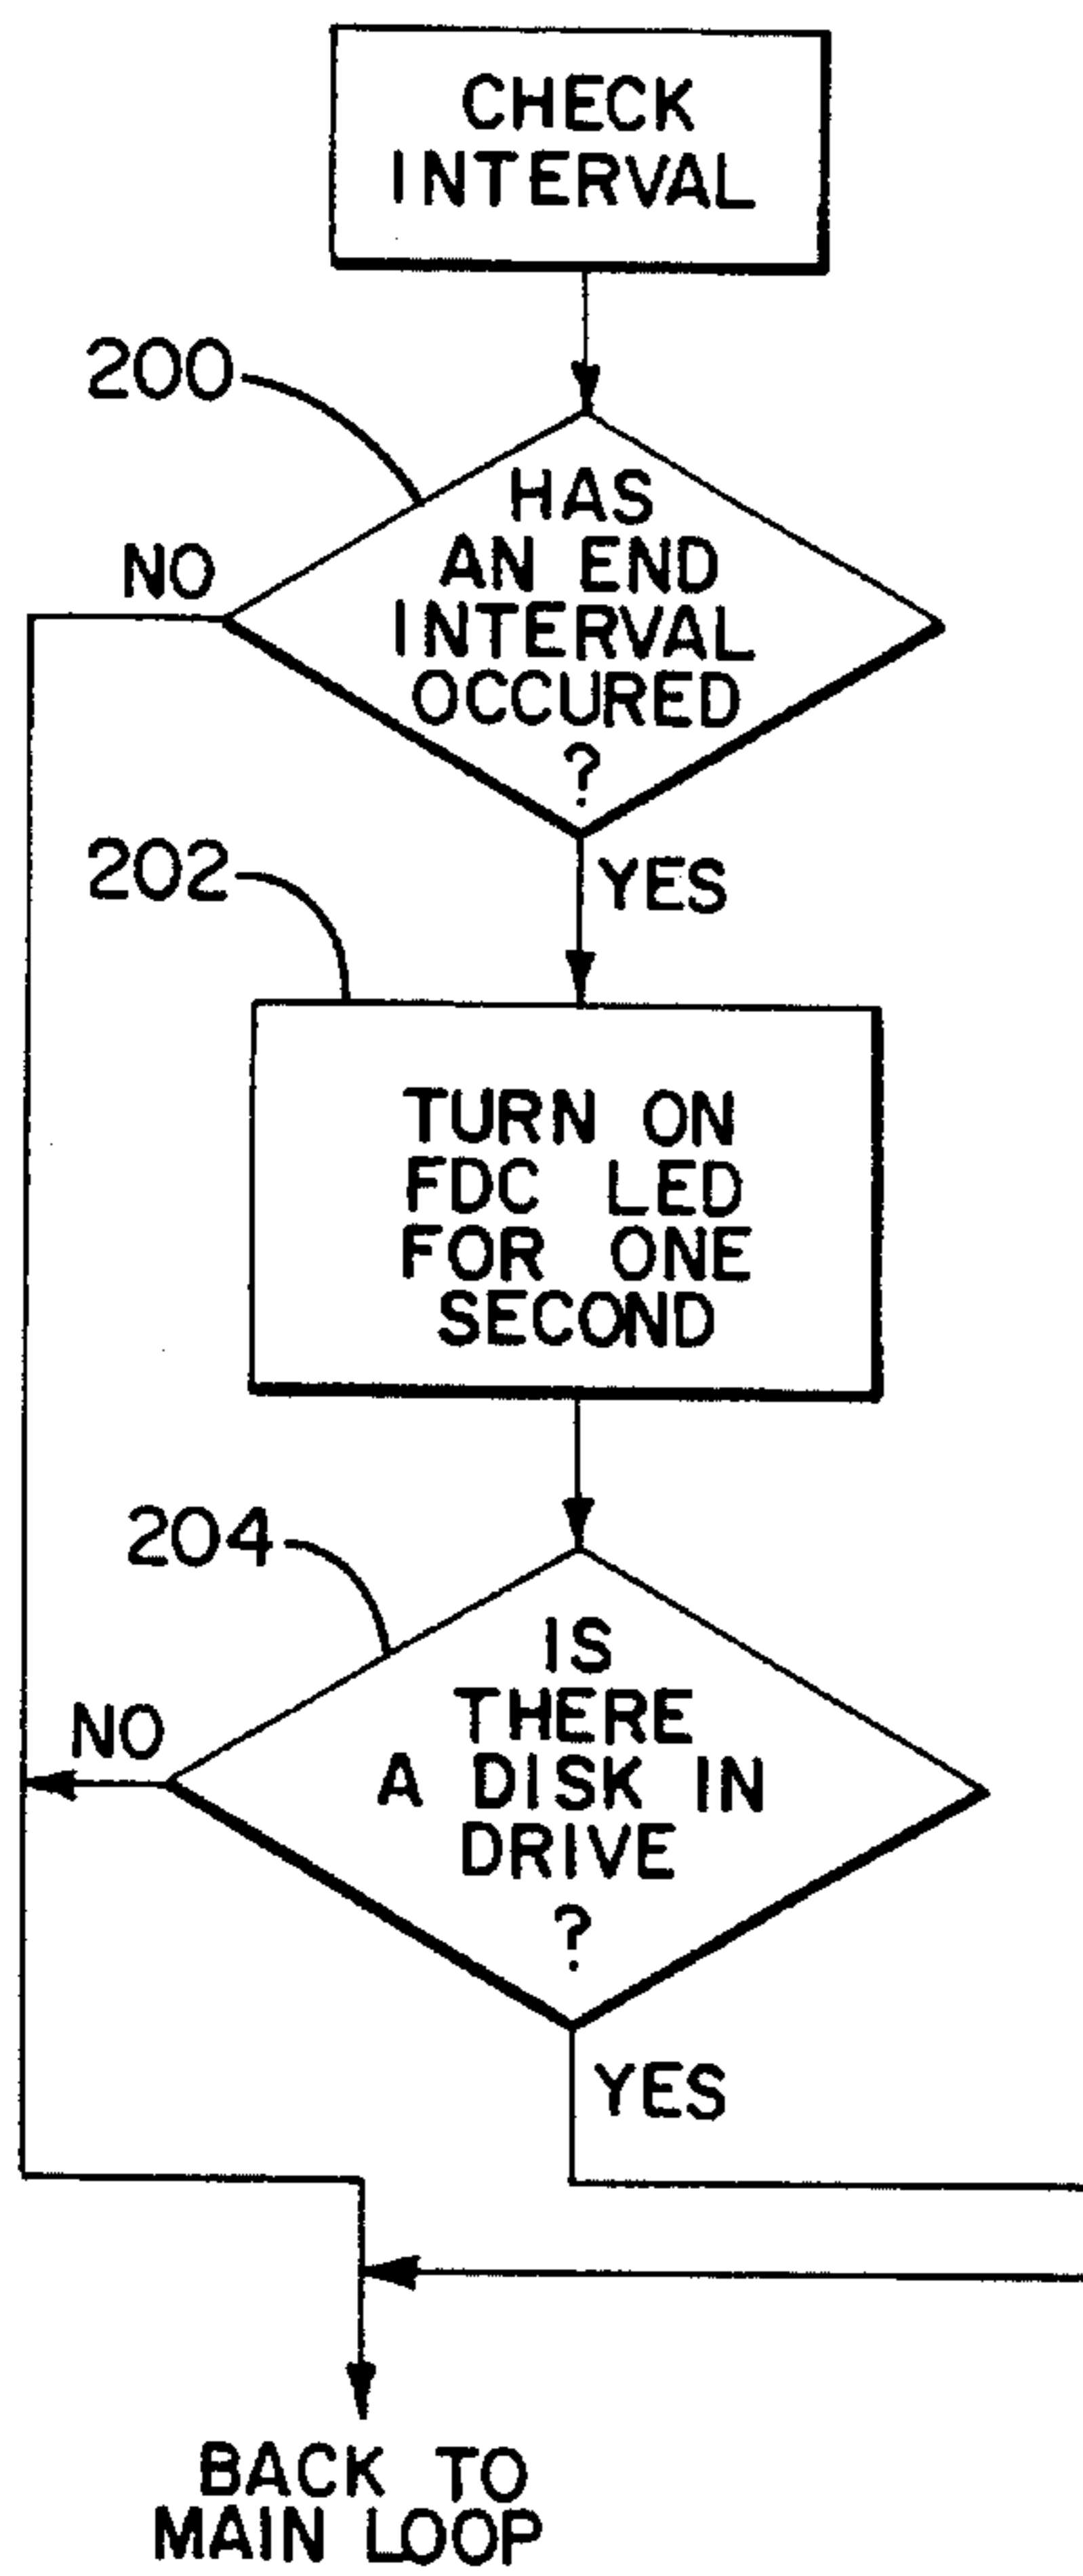 CHECK
INTERVAL
200
HAS
AN END
INTERVAL
OCCURED
?
NO
YES
202
TURN ON
FDC LED
FOR ONE
SECOND
204
IS
THERE
A DISK IN
DRIVE
?
NO
YES
BACK TO
MAIN LOOP